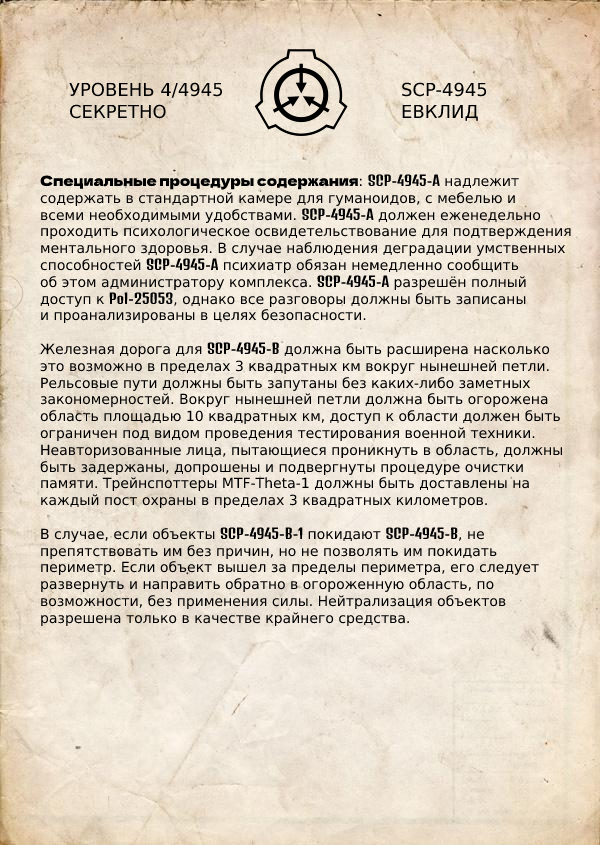 УРОВЕНЬ 4/4945
СЕКРЕТНО
SCP-4945
ЕВКЛИД
Специальные процедуры содержания: SCP-4945-A надлежит
содержать в стандартной камере для гуманоидов, с мебелью и
всеми необходимыми удобствами. SCP-4945-A должен еженедельно
проходить психологическое освидетельствование для подтверждения
ментального здоровья. В случае наблюдения деградации умственных
способностей SCP-4945-A психиатр обязан немедленно сообщить
об этом администратору комплекса. SCP-4945-A разрешён полный
доступ к PoI-25053, однако все разговоры должны быть записаны
и проанализированы в целях безопасности.
Железная дорога для SCP-4945-B должна быть расширена насколько
это возможно в пределах 3 квадратных км вокруг нынешней петли.
Рельсовые пути должны быть запутаны без каких-либо заметных
закономерностей. Вокруг нынешней петли должна быть огорожена
область площадью 10 квадратных км, доступ к области должен быть
ограничен под видом проведения тестирования военной техники.
Неавторизованные лица, пытающиеся проникнуть в область, должны
быть задержаны, допрошены и подвергнуты процедуре очистки
памяти. Трейнспоттеры MTF-Theta-1 должны быть доставлены на
каждый пост охраны в пределах 3 квадратных километров.
В случае, если объекты SCP-4945-B-1 покидают SCP-4945-B, не
препятствовать им без причин, но не позволять им покидать
периметр. Если объект вышел за пределы периметра, его следует
развернуть и направить обратно в огороженную область, по
возможности, без применения силы. Нейтрализация объектов
разрешена только в качестве крайнего средства.